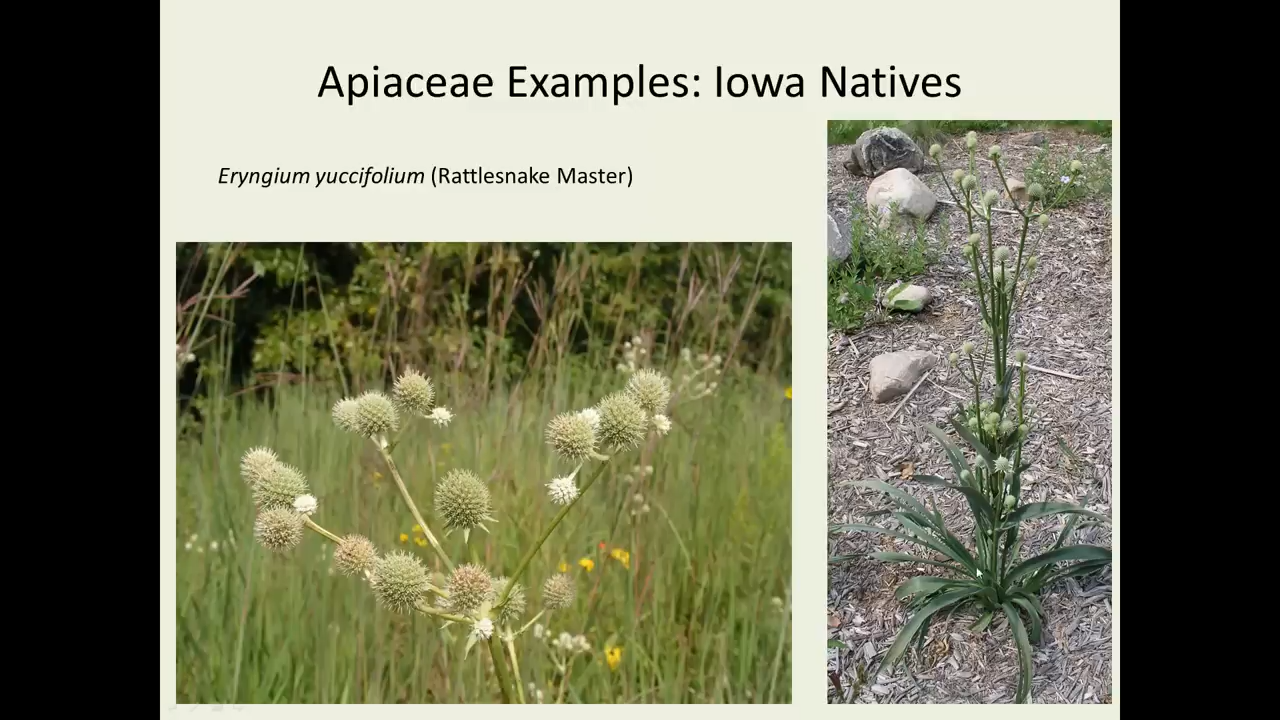 Apiaceae Examples: Iowa Natives
Eryngium yuccifolium (Rattlesnake Master)